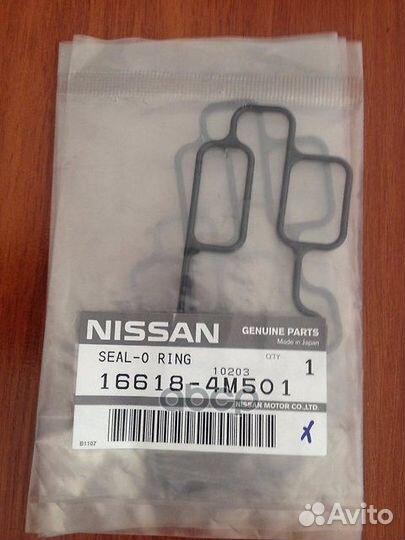 NISSAN
GENUINE PARTS
Made in Japan
SEAL-O RING
QTY
1
10203
16618-4M501
NISSAN MOTOR CO.,LTD.
B1107
X
Avito